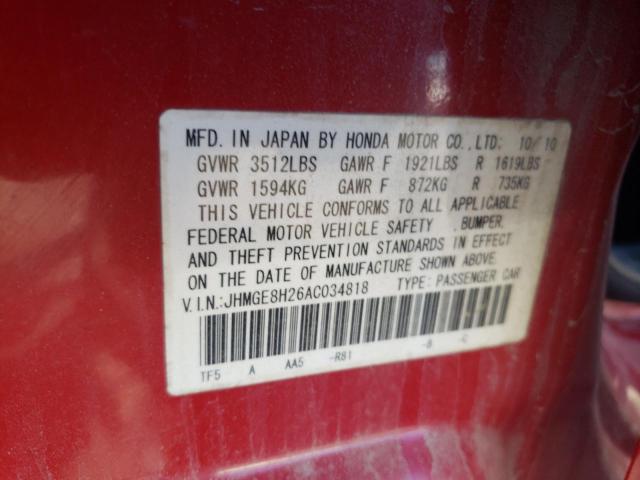 MFD. IN JAPAN BY HONDA MOTOR CO.,LTD: 10/10
GVWR 3512LBS GAWR F 1921LBS R 1619LBS
GVWR 1594KG GAWR F 872KG R 735KG
THIS VEHICLE CONFORMS TO ALL APPLICABLE
FEDERAL MOTOR VEHICLE SAFETY ,BUMPER,
AND THEFT PREVENTION STANDARDS IN EFFECT
ON THE DATE OF MANUFACTURE SHOWN ABOVE.
V.I.N.:JHMGE8H26AC034818 TYPE: PASSENGER CAR
TF5 A AA5 -R81 -B -C